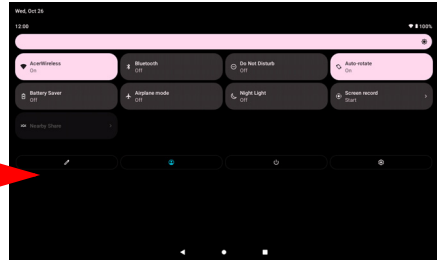 Wed, Oct 26
12:00
100%
AcerWireless
On
Bluetooth
Off
Do Not Disturb
Off
Auto-rotate
On
Battery Saver
Off
Airplane mode
Off
Night Light
Off
Screen record
Start
Nearby Share